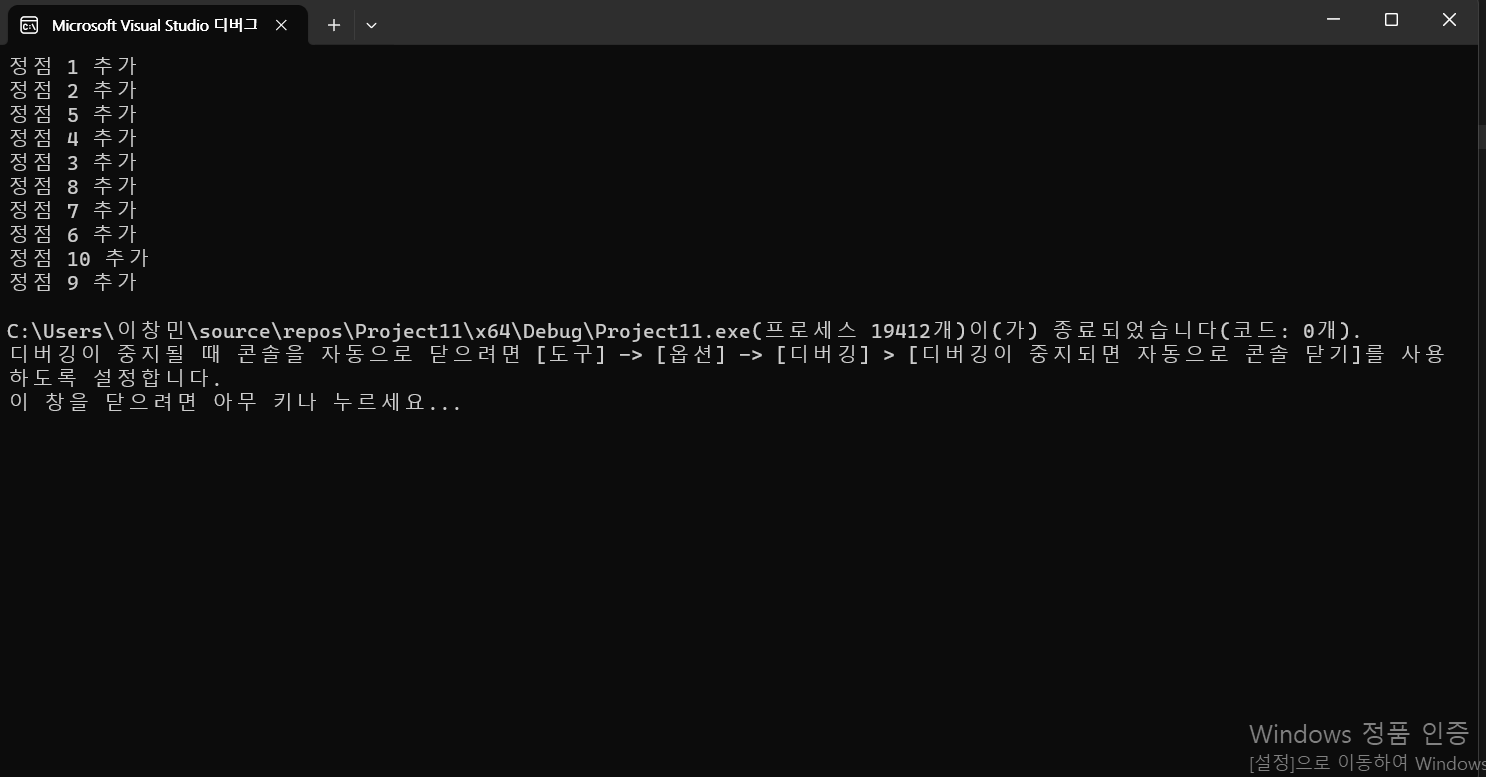 Microsoft Visual Studio 디버그
정점 1 추가
정점 2 추가
정점 5 추가
정점 4 추가
정점 3 추가
정점 8 추가
정점 7 추가
정점 6 추가
정점 10 추가
정점 9 추가
C:\Users\이창민\source\repos\Project11\x64\Debug\Project11.exe(프로세스 19412개)이(가) 종료되었습니다(코드: 0개).
디버깅이 중지될 때 콘솔을 자동으로 닫으려면 [도구] -> [옵션] -> [디버깅] > [디버깅이 중지되면 자동으로 콘솔 닫기]를 사용
하도록 설정합니다.
이 창을 닫으려면 아무 키나 누르세요...
Windows 정품 인증
[설정]으로 이동하여 Windows